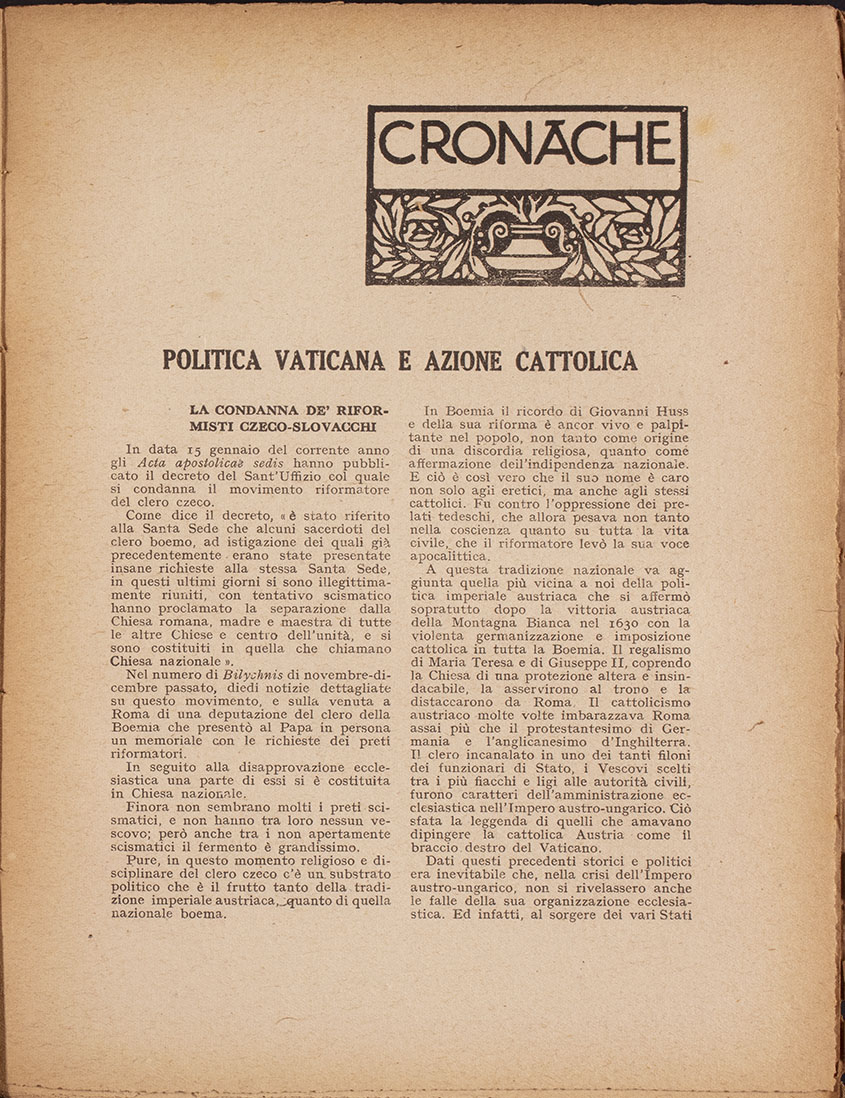 CRONACHE
POLITICA VATICANA E AZIONE CATTOLICA
LA CONDANNA DE' RIFOR-
MISTI CZECO-SLOVACCHI
In data 15 gennaio del corrente anno
gli Acta apostolicae sedis hanno pubbli-
cato il decreto del Sant'Uffizio col quale
si condanna il movimento riformatore
del clero czeco.
Come dice il decreto, « è stato riferito
alla Santa Sede che alcuni sacerdoti del
clero boemo, ad istigazione dei quali già
precedentemente erano state presentate
insane richieste alla stessa Santa Sede,
in questi ultimi giorni si sono illegittima-
mente riuniti, con tentativo scismatico
hanno proclamato la separazione dalla
Chiesa romana, madre e maestra di tutte
le altre Chiese e centro dell'unità, e si
sono costituiti in quella che chiamano
Chiesa nazionale ».
Nel numero di Bilychnis di novembre-di-
cembre passato, diedi notizie dettagliate
su questo movimento, e sulla venuta a
Roma di una deputazione del clero della
Boemia che presentò al Papa in persona
un memoriale con le richieste dei preti
riformatori.
In seguito alla disapprovazione eccle-
siastica una parte di essi si è costituita
in Chiesa nazionale.
Finora non sembrano molti i preti sci-
smatici, e non hanno tra loro nessun ve-
scovo; però anche tra i non apertamente
scismatici il fermento è grandissimo.
Pure, in questo momento religioso e di-
sciplinare del clero czeco c'è un substrato
politico che è il frutto tanto della tradi-
zione imperiale austriaca, quanto di quella
nazionale boema.
In Boemia il ricordo di Giovanni Huss
e della sua riforma è ancor vivo e palpi-
tante nel popolo, non tanto come origine
di una discordia religiosa, quanto come
affermazione dell'indipendenza nazionale.
E ciò è così vero che il suo nome è caro
non solo agli eretici, ma anche agli stessi
cattolici. Fu contro l'oppressione dei pre-
lati tedeschi, che allora pesava non tanto
nella coscienza quanto su tutta la vita
civile, che il riformatore levò la sua voce
apocalittica.
A questa tradizione nazionale va ag-
giunta quella più vicina a noi della poli-
tica imperiale austriaca che si affermò
sopratutto dopo la vittoria austriaca
della Montagna Bianca nel 1630 con la
violenta germanizzazione e imposizione
cattolica in tutta la Boemia. Il regalismo
di Maria Teresa e di Giuseppe II, coprendo
la Chiesa di una protezione altera e insin-
dacabile, la asservirono al trono e la
distaccarono da Roma. Il cattolicismo
austriaco molte volte imbarazzava Roma
assai più che il protestantesimo di Ger-
mania e l'anglicanesimo d'Inghilterra.
Il clero incanalato in uno dei tanti filoni
dei funzionari di Stato, i Vescovi scelti
tra i più fiacchi e ligi alle autorità civili,
furono caratteri dell'amministrazione ec-
clesiastica nell'Impero austro-ungarico. Ciò
sfata la leggenda di quelli che amavano
dipingere la cattolica Austria come il
braccio destro del Vaticano.
Dati questi precedenti storici e politici
era inevitabile che, nella crisi dell'Impero
austro-ungarico, non si rivelassero anche
le falle della sua organizzazione ecclesia-
stica. Ed infatti, al sorgere dei vari Stati